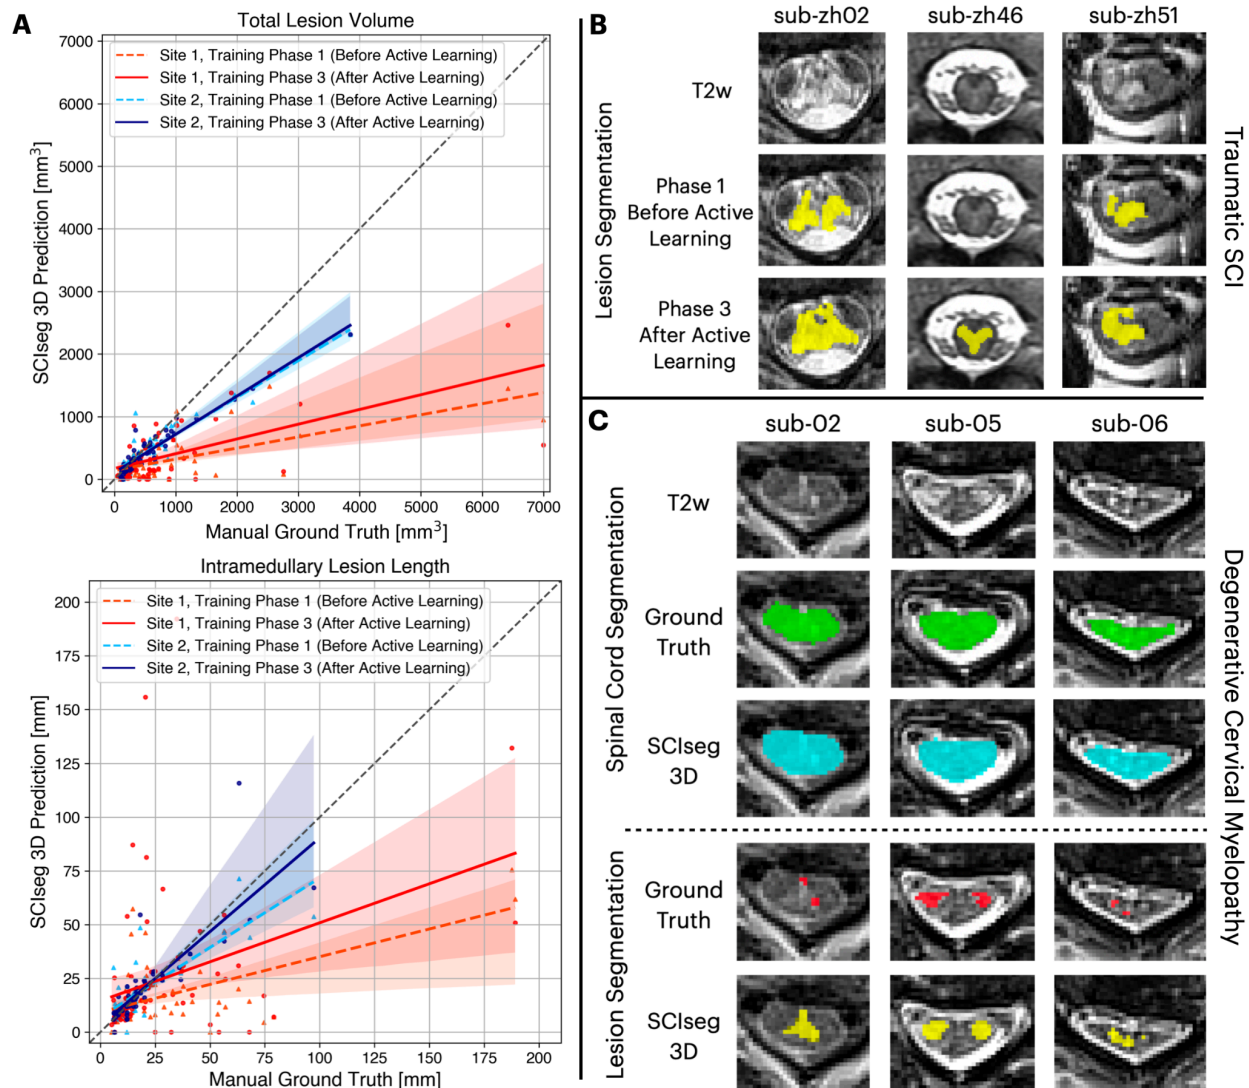 A
Total Lesion Volume
7000
6000
5000
4000
3000
2000
1000
0
Site 1, Training Phase 1 (Before Active Learning)
Site 1, Training Phase 3 (After Active Learning)
Site 2, Training Phase 1 (Before Active Learning)
Site 2, Training Phase 3 (After Active Learning)
SCIseg 3D Prediction [mm³]
0 1000 2000 3000 4000 5000 6000 7000
Manual Ground Truth [mm³]
Intramedullary Lesion Length
200
175
150
125
100
75
50
25
0
Site 1, Training Phase 1 (Before Active Learning)
Site 1, Training Phase 3 (After Active Learning)
Site 2, Training Phase 1 (Before Active Learning)
Site 2, Training Phase 3 (After Active Learning)
SCIseg 3D Prediction [mm]
0 25 50 75 100 125 150 175 200
Manual Ground Truth [mm]
B
sub-zh02 sub-zh46 sub-zh51
Lesion Segmentation
T2w
Phase 1
Before Active
Learning
Phase 3
After Active
Learning
Traumatic SCI
C
sub-02 sub-05 sub-06
Spinal Cord Segmentation
T2w
Ground
Truth
SCIseg
3D
Lesion Segmentation
Ground
Truth
SCIseg
3D
Degenerative Cervical Myelopathy